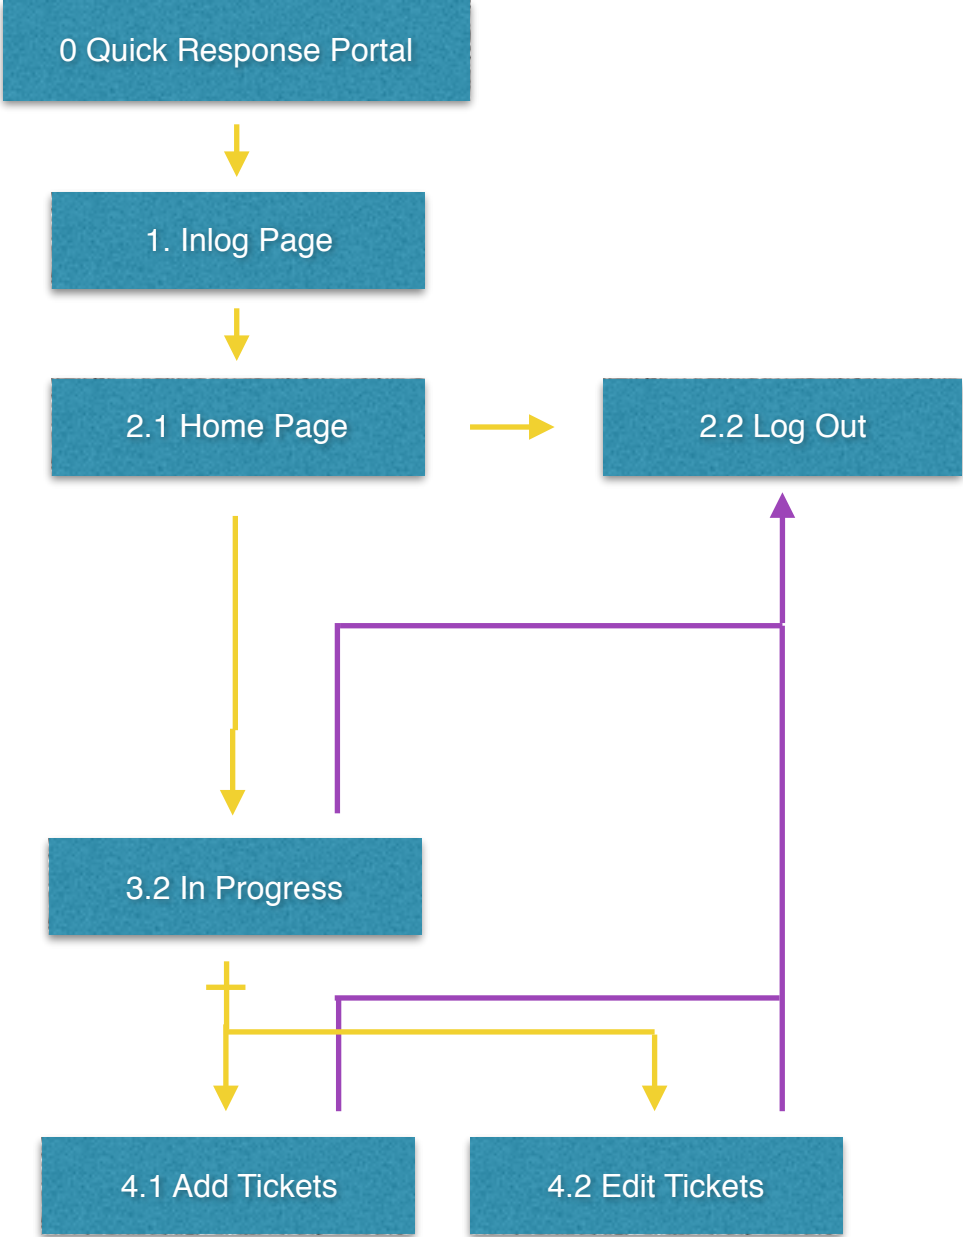 0 Quick Response Portal
1. Inlog Page
2.1 Home Page
2.2 Log Out
3.2 In Progress
4.1 Add Tickets
4.2 Edit Tickets